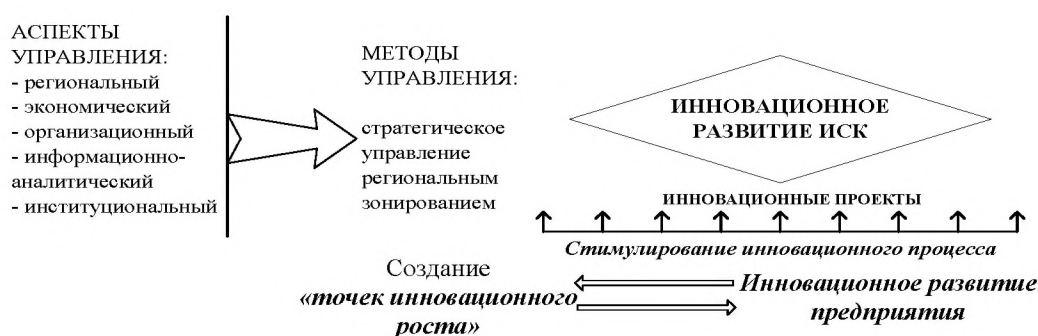 АСПЕКТЫ
УПРАВЛЕНИЯ:
- региональный
- экономический
- организационный
- информационно-
аналитический
- институциональный
МЕТОДЫ
УПРАВЛЕНИЯ:
стратегическое
управление
региональным
зонированием
ИННОВАЦИОННОЕ
РАЗВИТИЕ ИСК
ИННОВАЦИОННЫЕ ПРОЕКТЫ
Стимулирование инновационного процесса
Создание
«точек инновационного
роста»
Инновационное развитие
предприятия